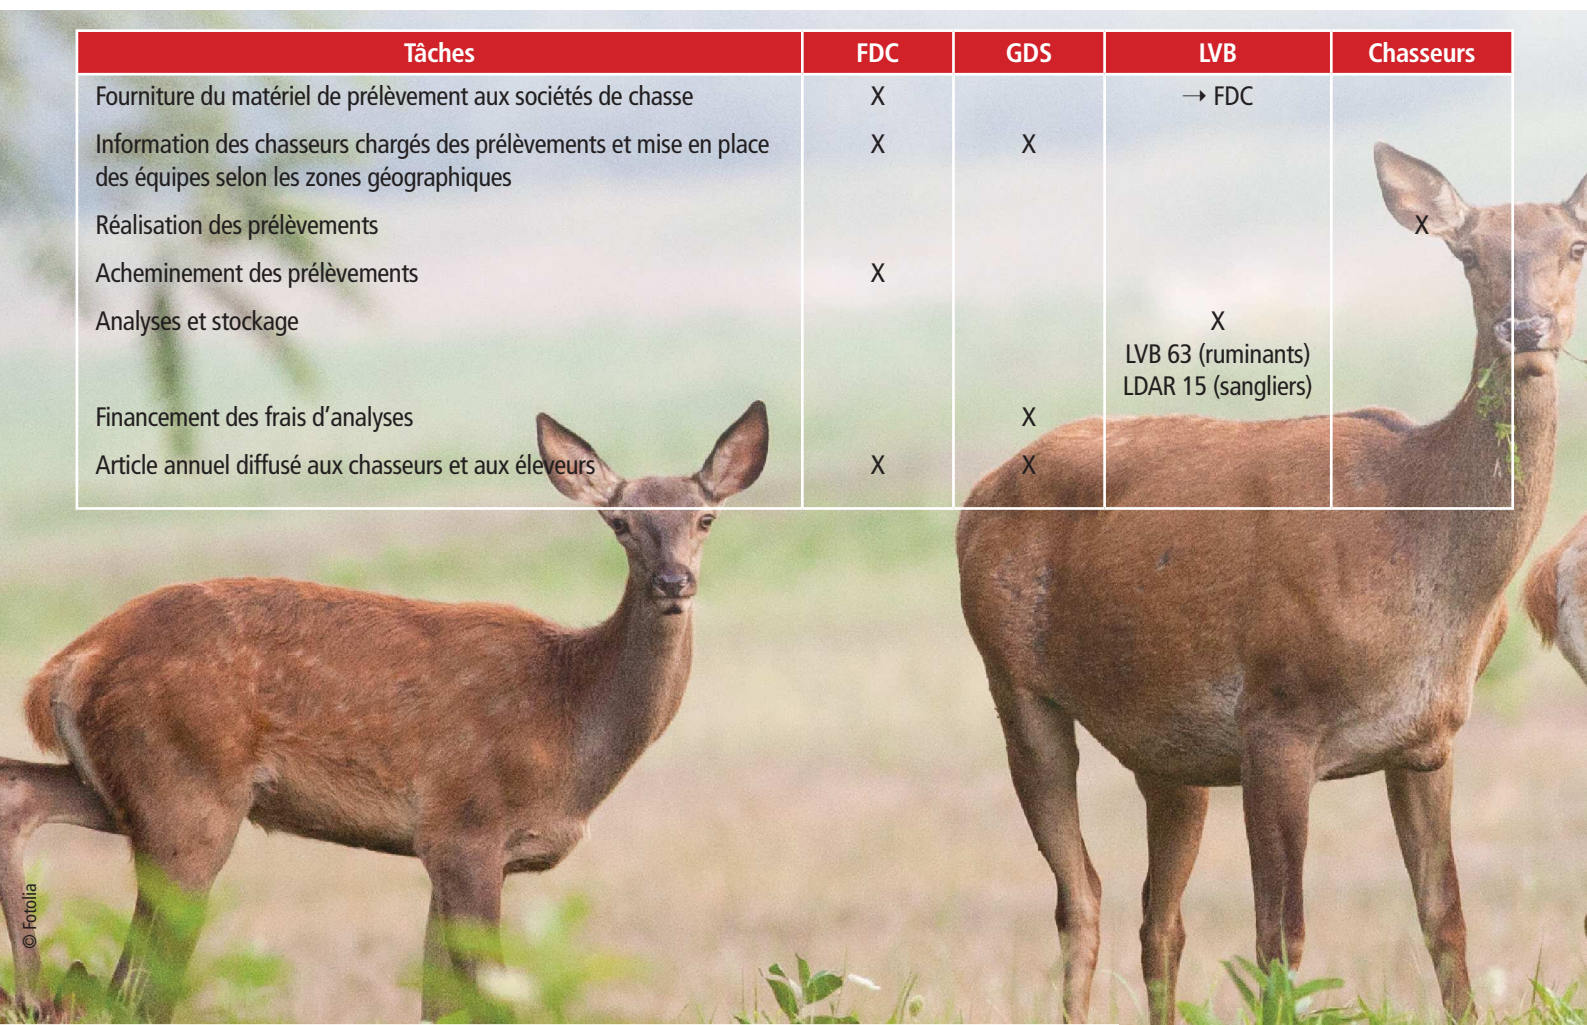 Tâches FDC GDS LVB Chasseurs
Fourniture du matériel de prélèvement aux sociétés de chasse X → FDC
Information des chasseurs chargés des prélèvements et mise en place X X
des équipes selon les zones géographiques
Réalisation des prélèvements X
Acheminement des prélèvements X
Analyses et stockage X
LVB 63 (ruminants)
LDAR 15 (sangliers)
Financement des frais d'analyses X
Article annuel diffusé aux chasseurs et aux éleveurs X X
© Fotolia